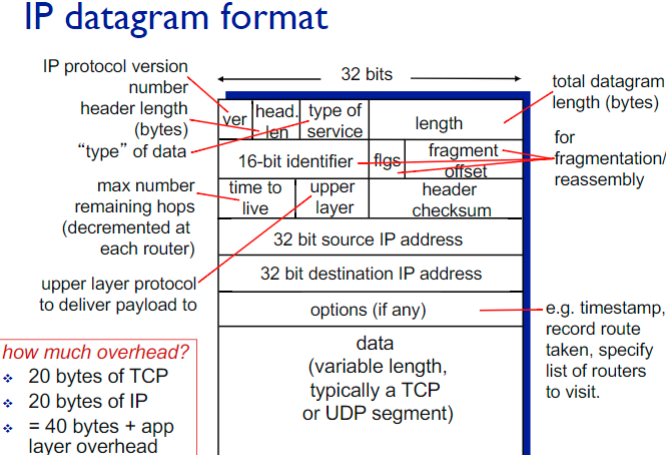 IP datagram format
IP protocol version
number
header length
(bytes)
“type” of data
max number
remaining hops
(decremented at
each router)
upper layer protocol
to deliver payload to
how much overhead?
20 bytes of TCP
20 bytes of IP
= 40 bytes + app
layer overhead
32 bits
ver
head.
len
type of
service
length
16-bit identifier
flgs
fragment
offset
time to
live
upper
layer
header
checksum
32 bit source IP address
32 bit destination IP address
options (if any)
data
(variable length,
typically a TCP
or UDP segment)
total datagram
length (bytes)
for
fragmentation/
reassembly
e.g. timestamp,
record route
taken, specify
list of routers
to visit.